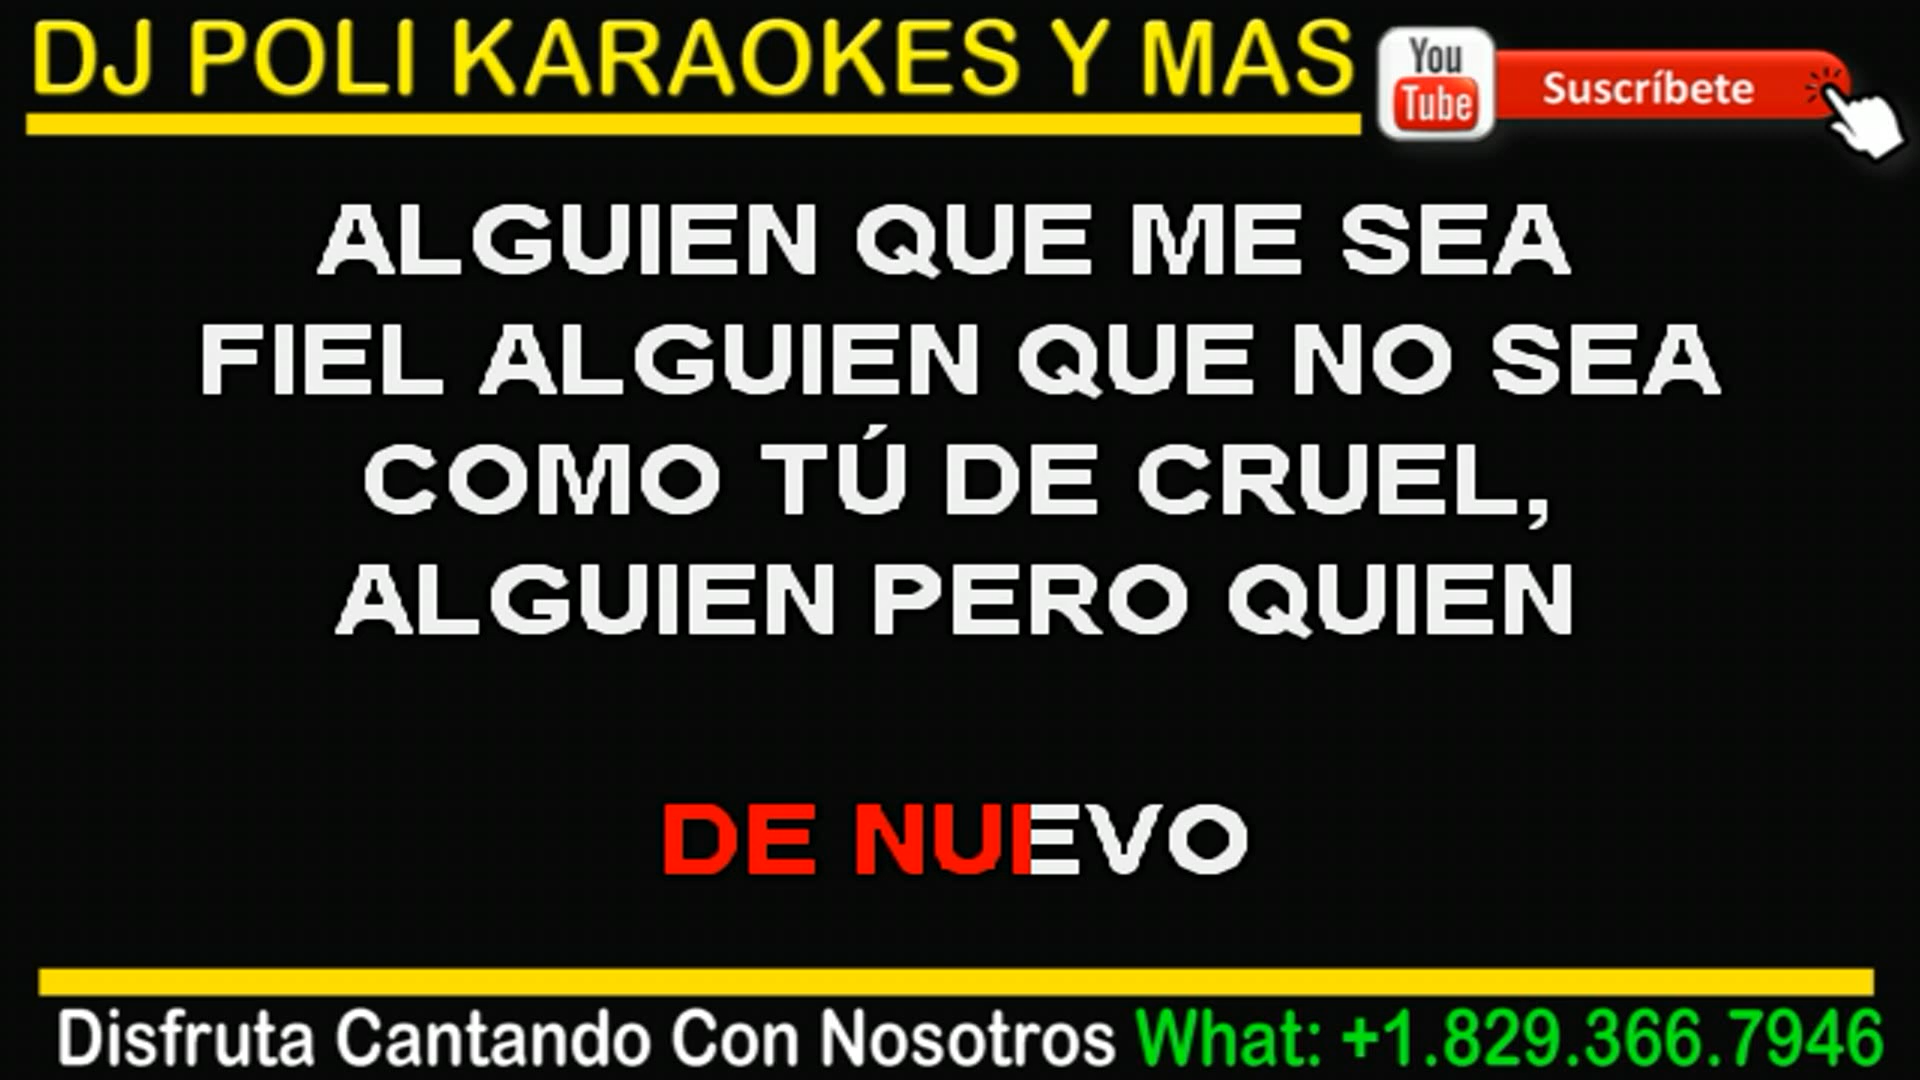 DJ POLI KARAOKES Y MAS
You
Tube
Suscríbete
ALGUIEN QUE ME SEA
FIEL ALGUIEN QUE NO SEA
COMO TÚ DE CRUEL,
ALGUIEN PERO QUIEN
DE NUEVO
Disfruta Cantando Con Nosotros What: +1.829.366.7946